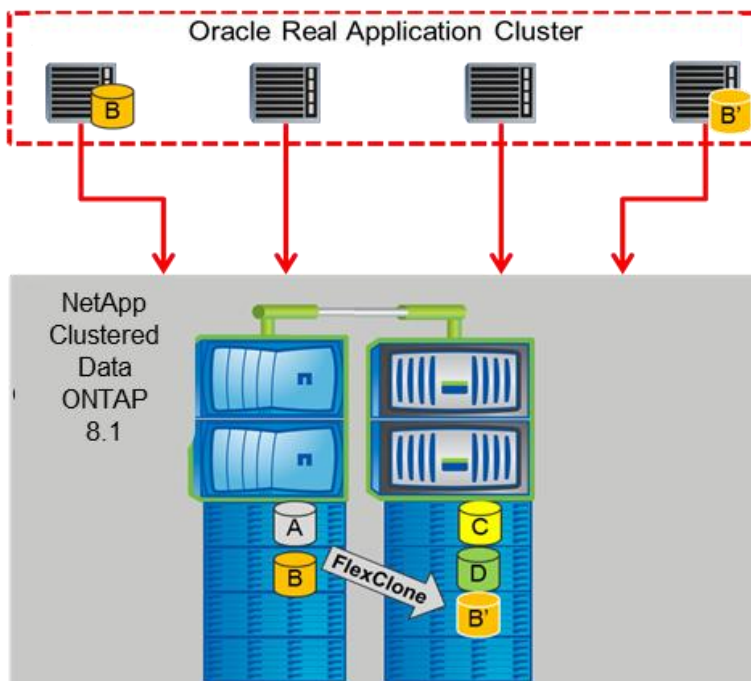 Oracle Real Application Cluster
B
B'
NetApp
Clustered
Data
ONTAP
8.1
A
C
B
FlexClone
D
B'